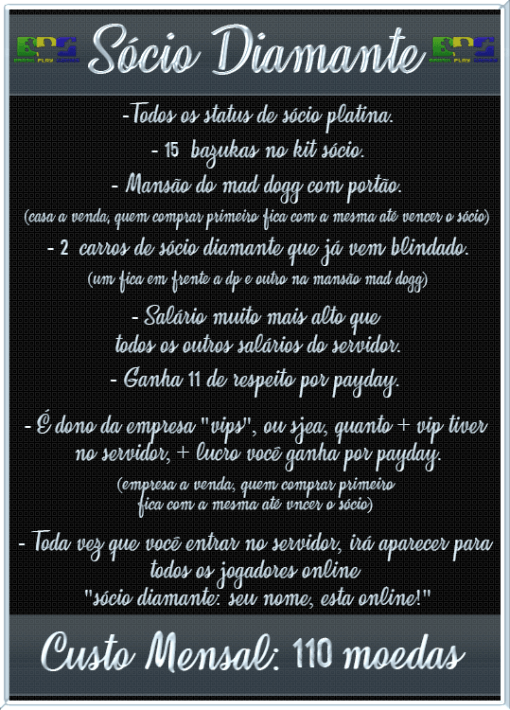 Sócio Diamante
-Todos os status de sócio platina.
- 15 bazukas no kit sócio.
- Mansão do mad dogg com portão.
(casa a venda, quem comprar primeiro fica com a mesma até vencer o sócio)
- 2 carros de sócio diamante que já vem blindado.
(um fica em frente a dp e outro na mansão mad dogg)
- Salário muito mais alto que
todos os outros salários do servidor.
- Ganha 11 de respeito por payday.
- É dono da empresa "vips", ou sjea, quanto + vip tiver
no servidor, + lucro você ganha por payday.
(empresa a venda, quem comprar primeiro
fica com a mesma até vncer o sócio)
- Toda vez que você entrar no servidor, irá aparecer para
todos os jogadores online
"sócio diamante: seu nome, esta online!"
Custo Mensal: 110 moedas